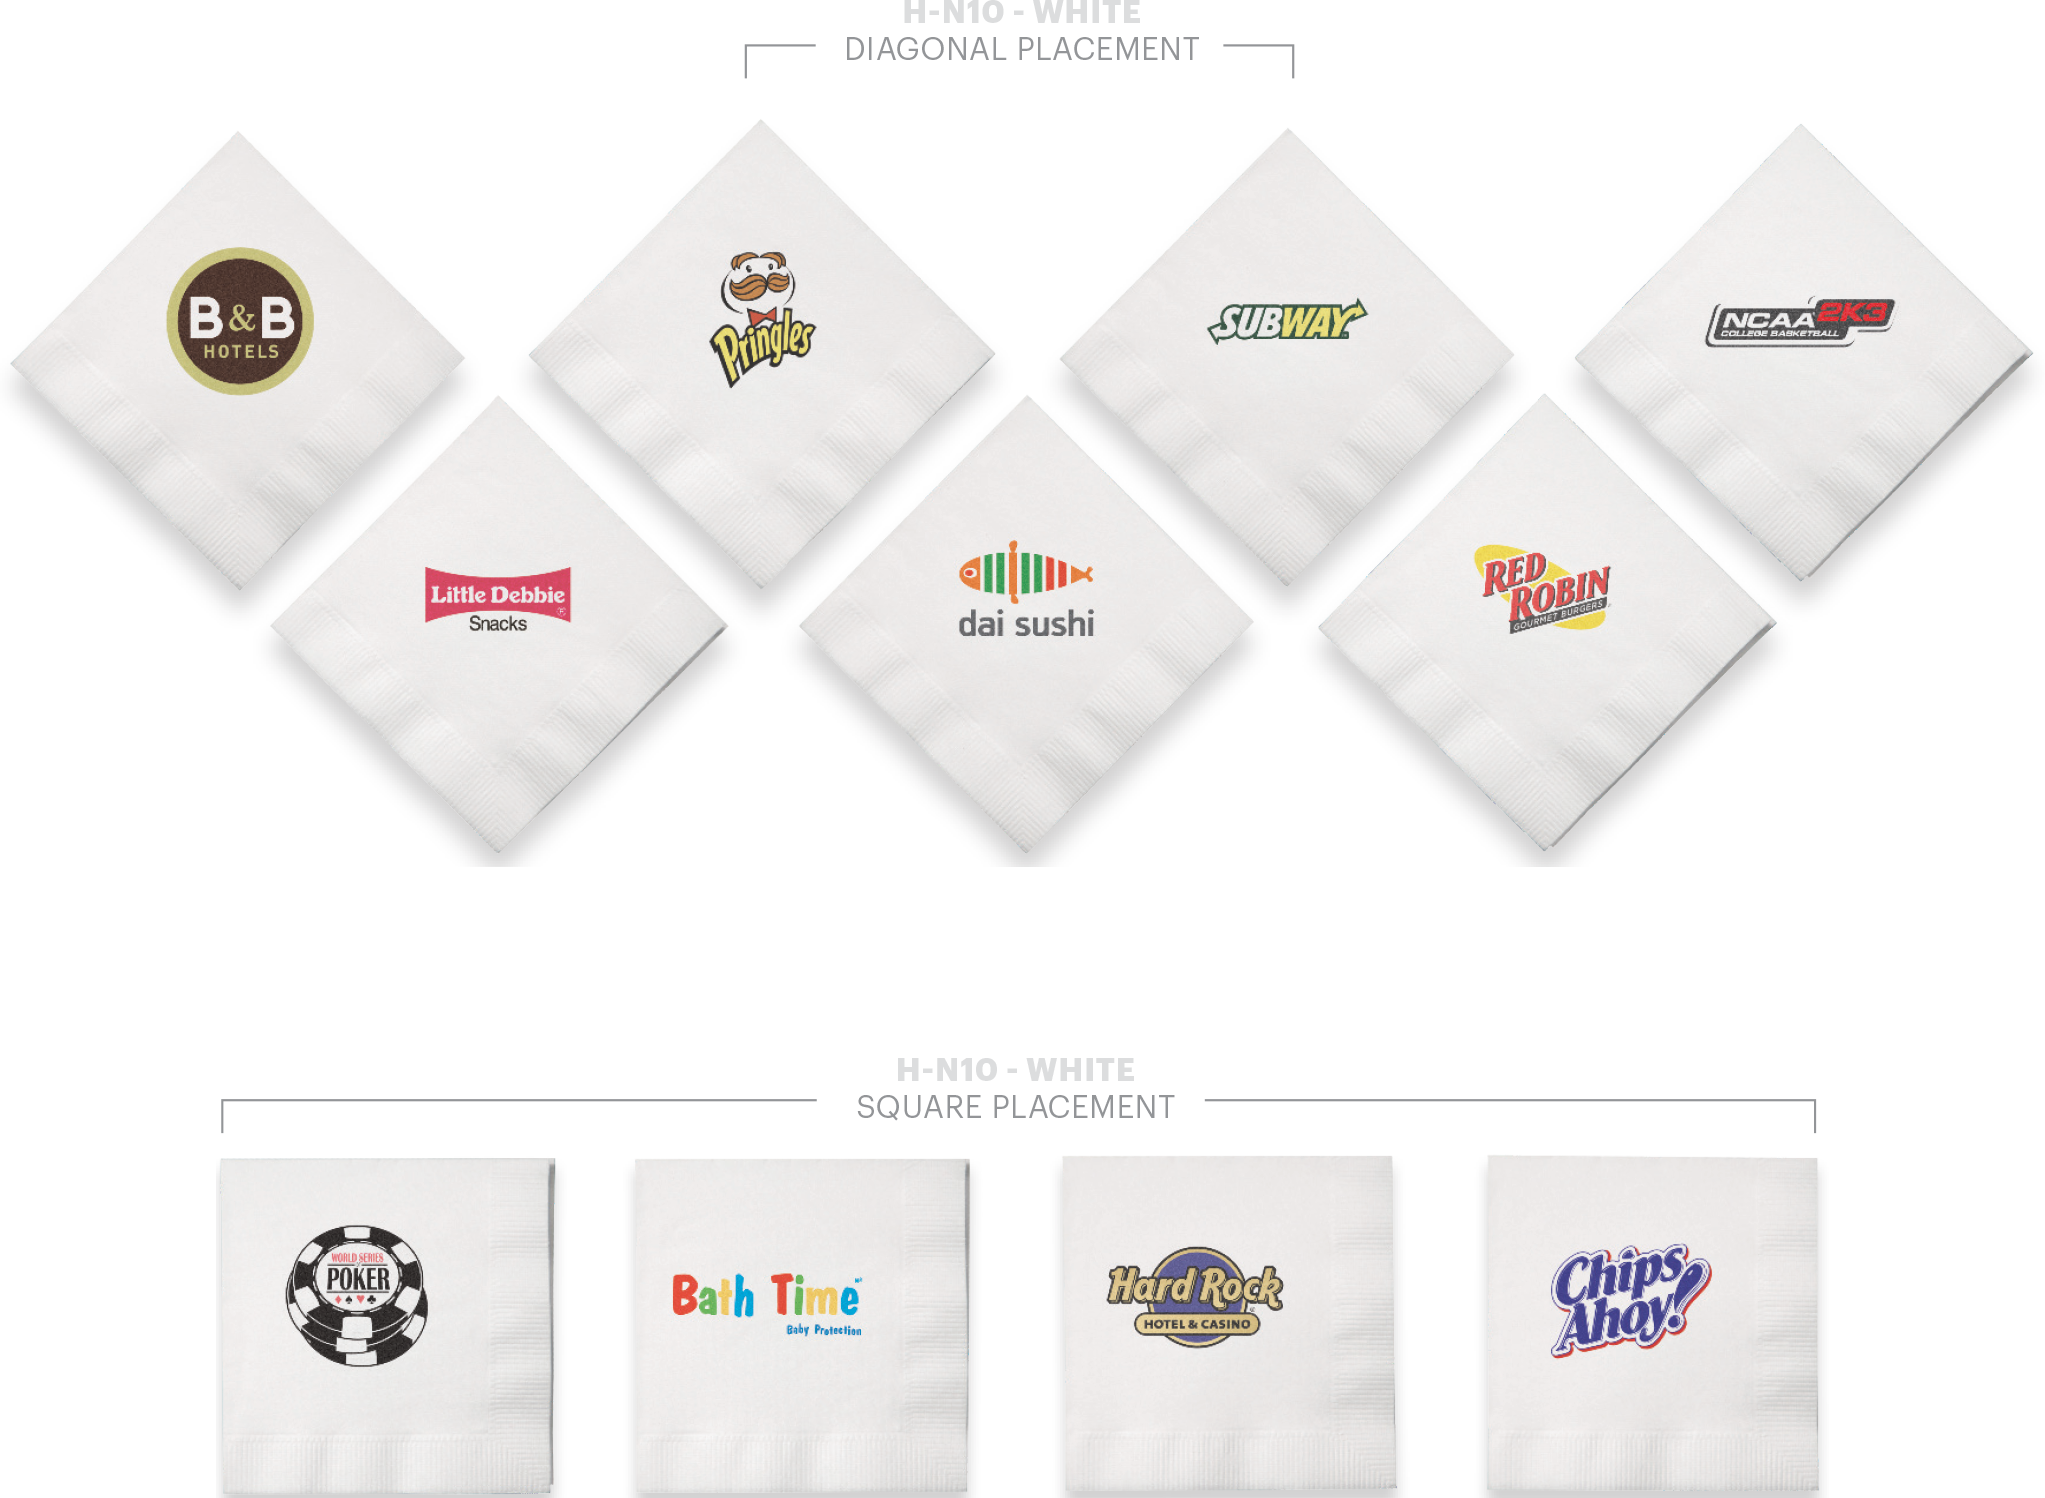 H-N10 - WHITE
DIAGONAL PLACEMENT
B&B
HOTELS
Pringles
SUBWAY
NCAA 2K3
COLLEGE BASKETBALL
Little Debbie
Snacks
dai sushi
RED
ROBIN
GOURMET BURGERS
H-N10 - WHITE
SQUARE PLACEMENT
WORLD SERIES
of
POKER
Bath Time
Baby Protection
Hard Rock
HOTEL & CASINO
Chips
Ahoy!